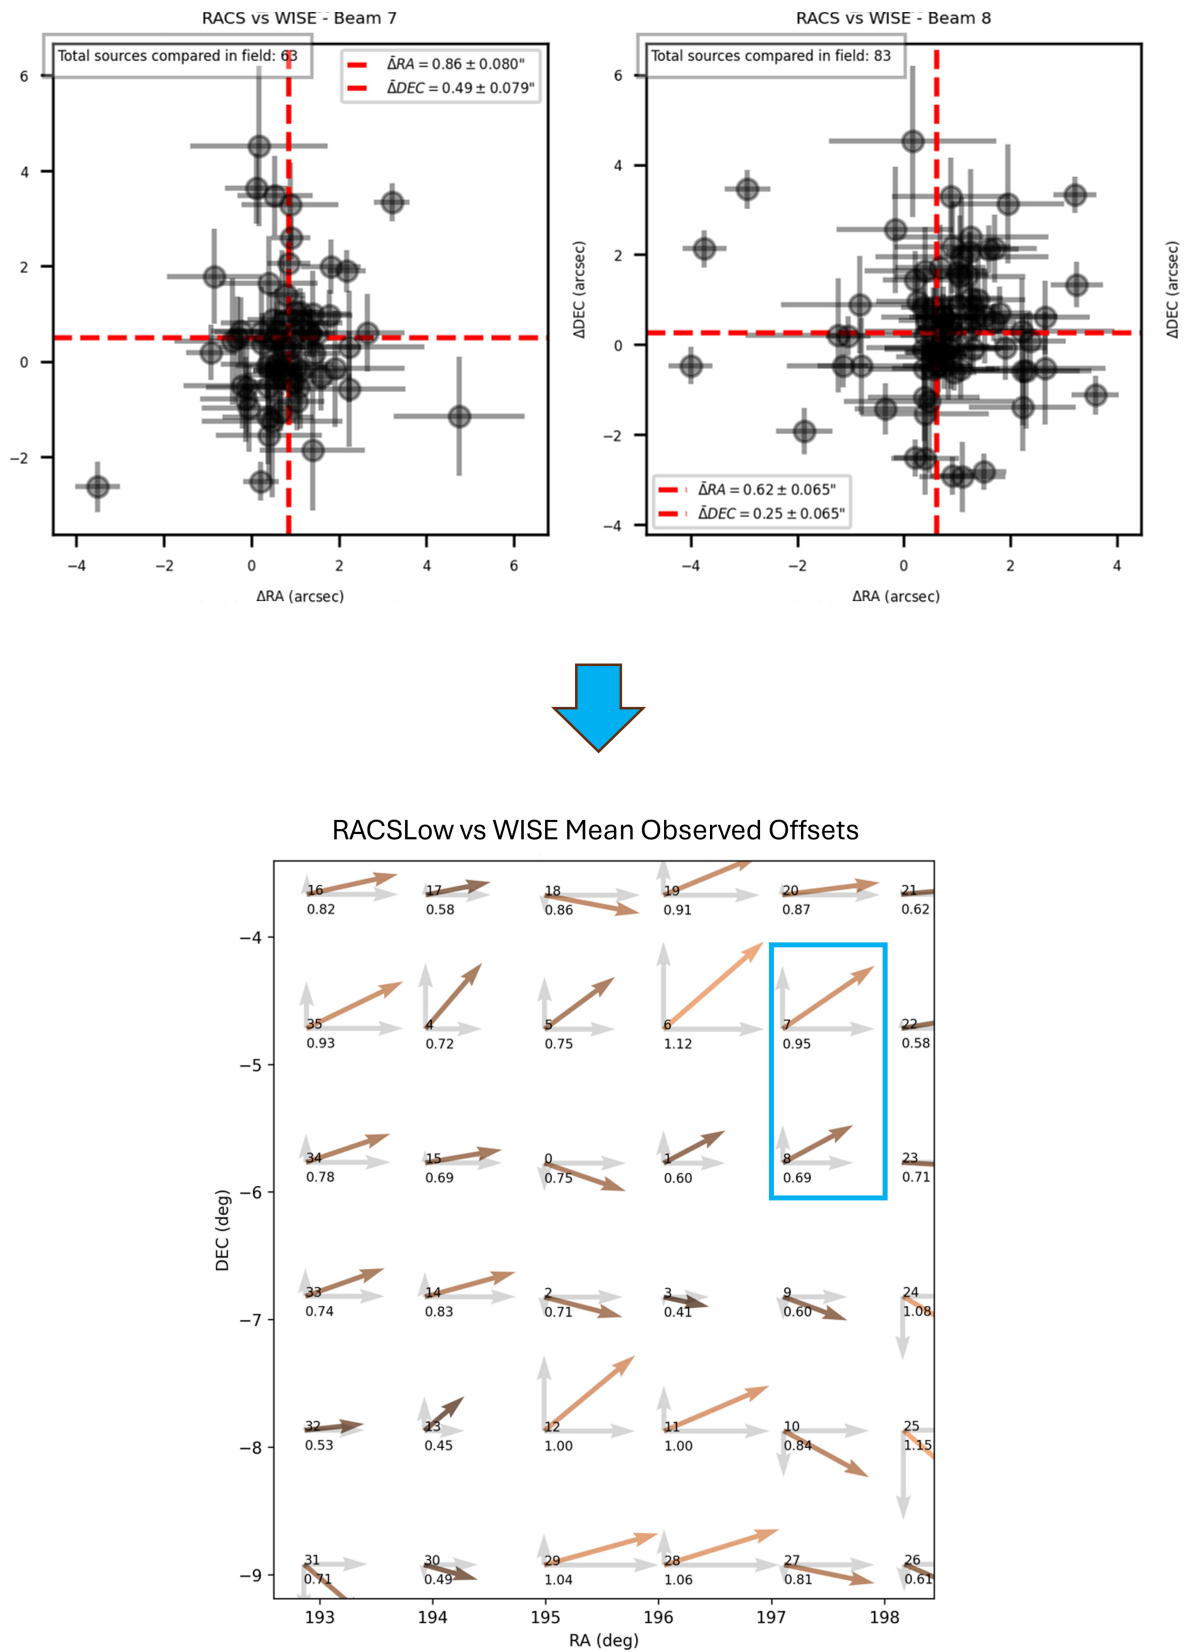 RACS vs WISE - Beam 7
Total sources compared in field: 63
Δ̄RA = 0.86 ± 0.080"
Δ̄DEC = 0.49 ± 0.079"
6
4
2
0
−2
−4
−2
0
2
4
6
ΔRA (arcsec)
ΔDEC (arcsec)
RACS vs WISE - Beam 8
Total sources compared in field: 83
6
4
2
0
−2
−4
Δ̄RA = 0.62 ± 0.065"
Δ̄DEC = 0.25 ± 0.065"
−4
−2
0
2
4
ΔRA (arcsec)
ΔDEC (arcsec)
RACSLow vs WISE Mean Observed Offsets
16 17 18 19 20 21
0.82 0.58 0.86 0.91 0.87 0.62
−4
35 4 5 6 7 22
0.93 0.72 0.75 1.12 0.95 0.58
−5
34 15 0 1 8 23
0.78 0.69 0.75 0.60 0.69 0.71
−6
DEC (deg)
33 14 2 3 9 24
0.74 0.83 0.71 0.41 0.60 1.08
−7
32 13 12 11 10 25
0.53 0.45 1.00 1.00 0.84 1.15
−8
31 30 29 28 27 26
0.71 0.49 1.04 1.06 0.81 0.61
−9
193 194 195 196 197 198
RA (deg)